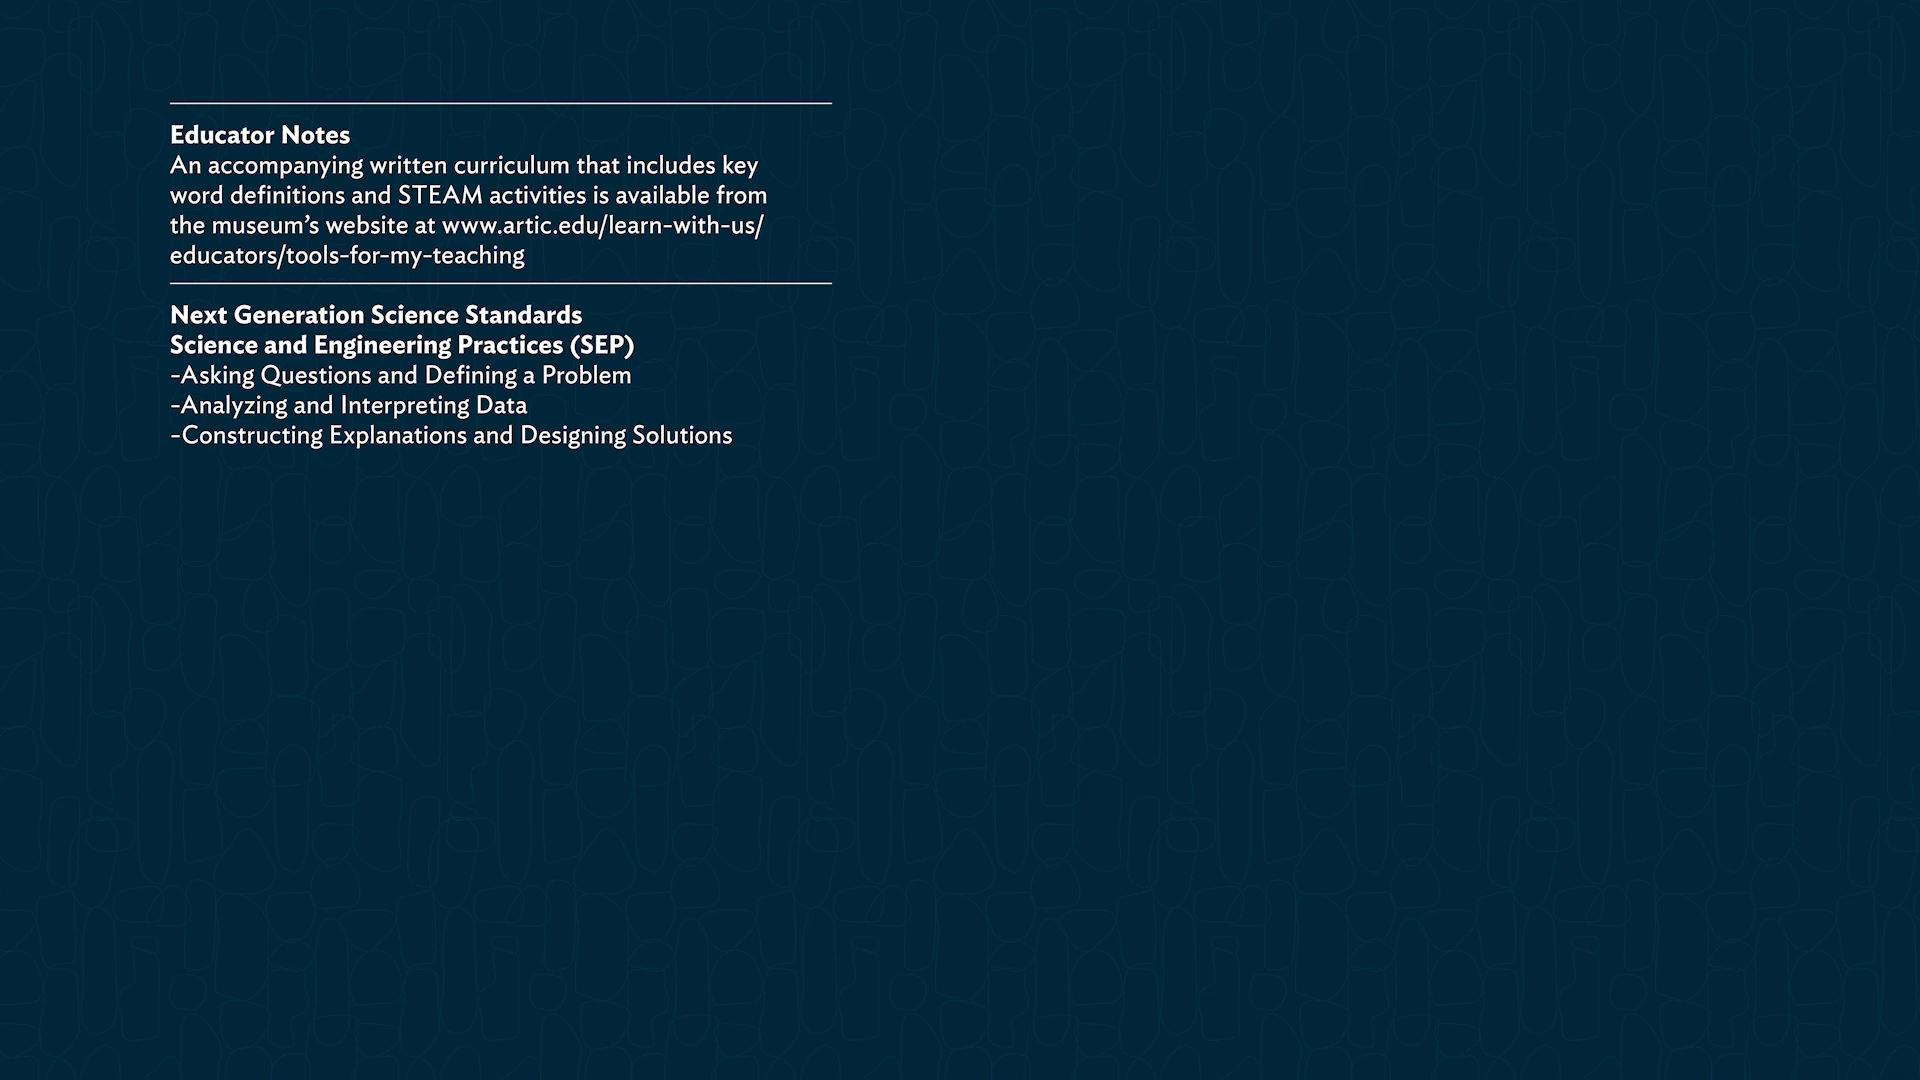 Educator Notes
An accompanying written curriculum that includes key
word definitions and STEAM activities is available from
the museum’s website at www.artic.edu/learn-with-us/
educators/tools-for-my-teaching
Next Generation Science Standards
Science and Engineering Practices (SEP)
-Asking Questions and Defining a Problem
-Analyzing and Interpreting Data
-Constructing Explanations and Designing Solutions